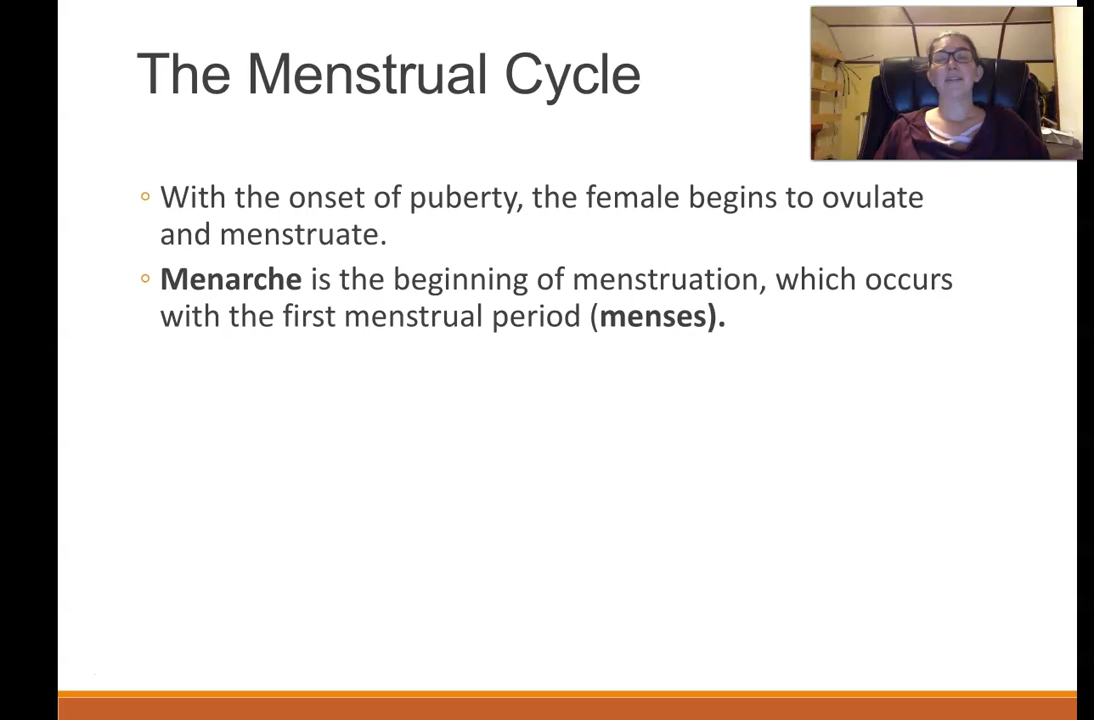 The Menstrual Cycle
◦ With the onset of puberty, the female begins to ovulate
and menstruate.
◦ Menarche is the beginning of menstruation, which occurs
with the first menstrual period (menses).